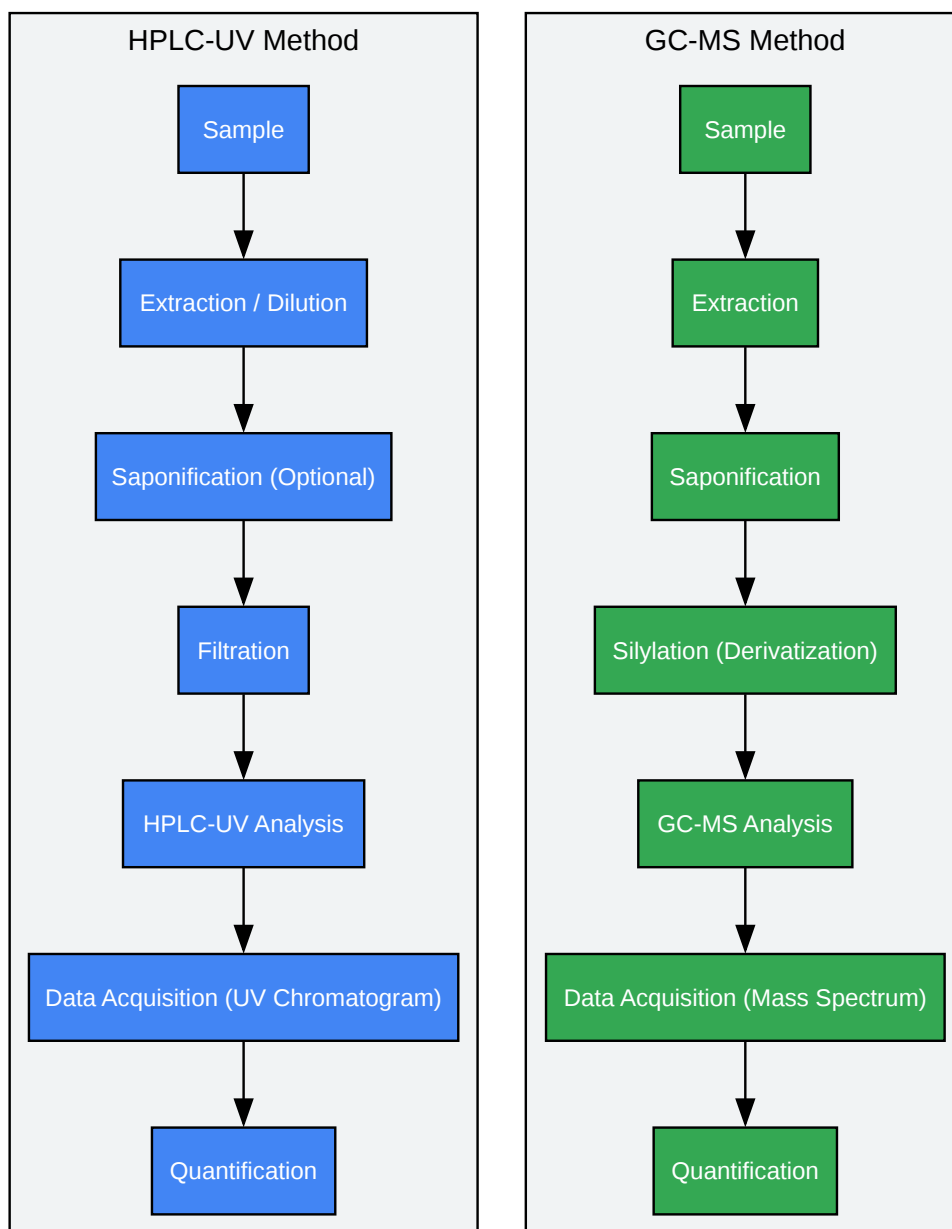 HPLC-UV Method
Sample
Extraction / Dilution
Saponification (Optional)
Filtration
HPLC-UV Analysis
Data Acquisition (UV Chromatogram)
Quantification
GC-MS Method
Sample
Extraction
Saponification
Silylation (Derivatization)
GC-MS Analysis
Data Acquisition (Mass Spectrum)
Quantification